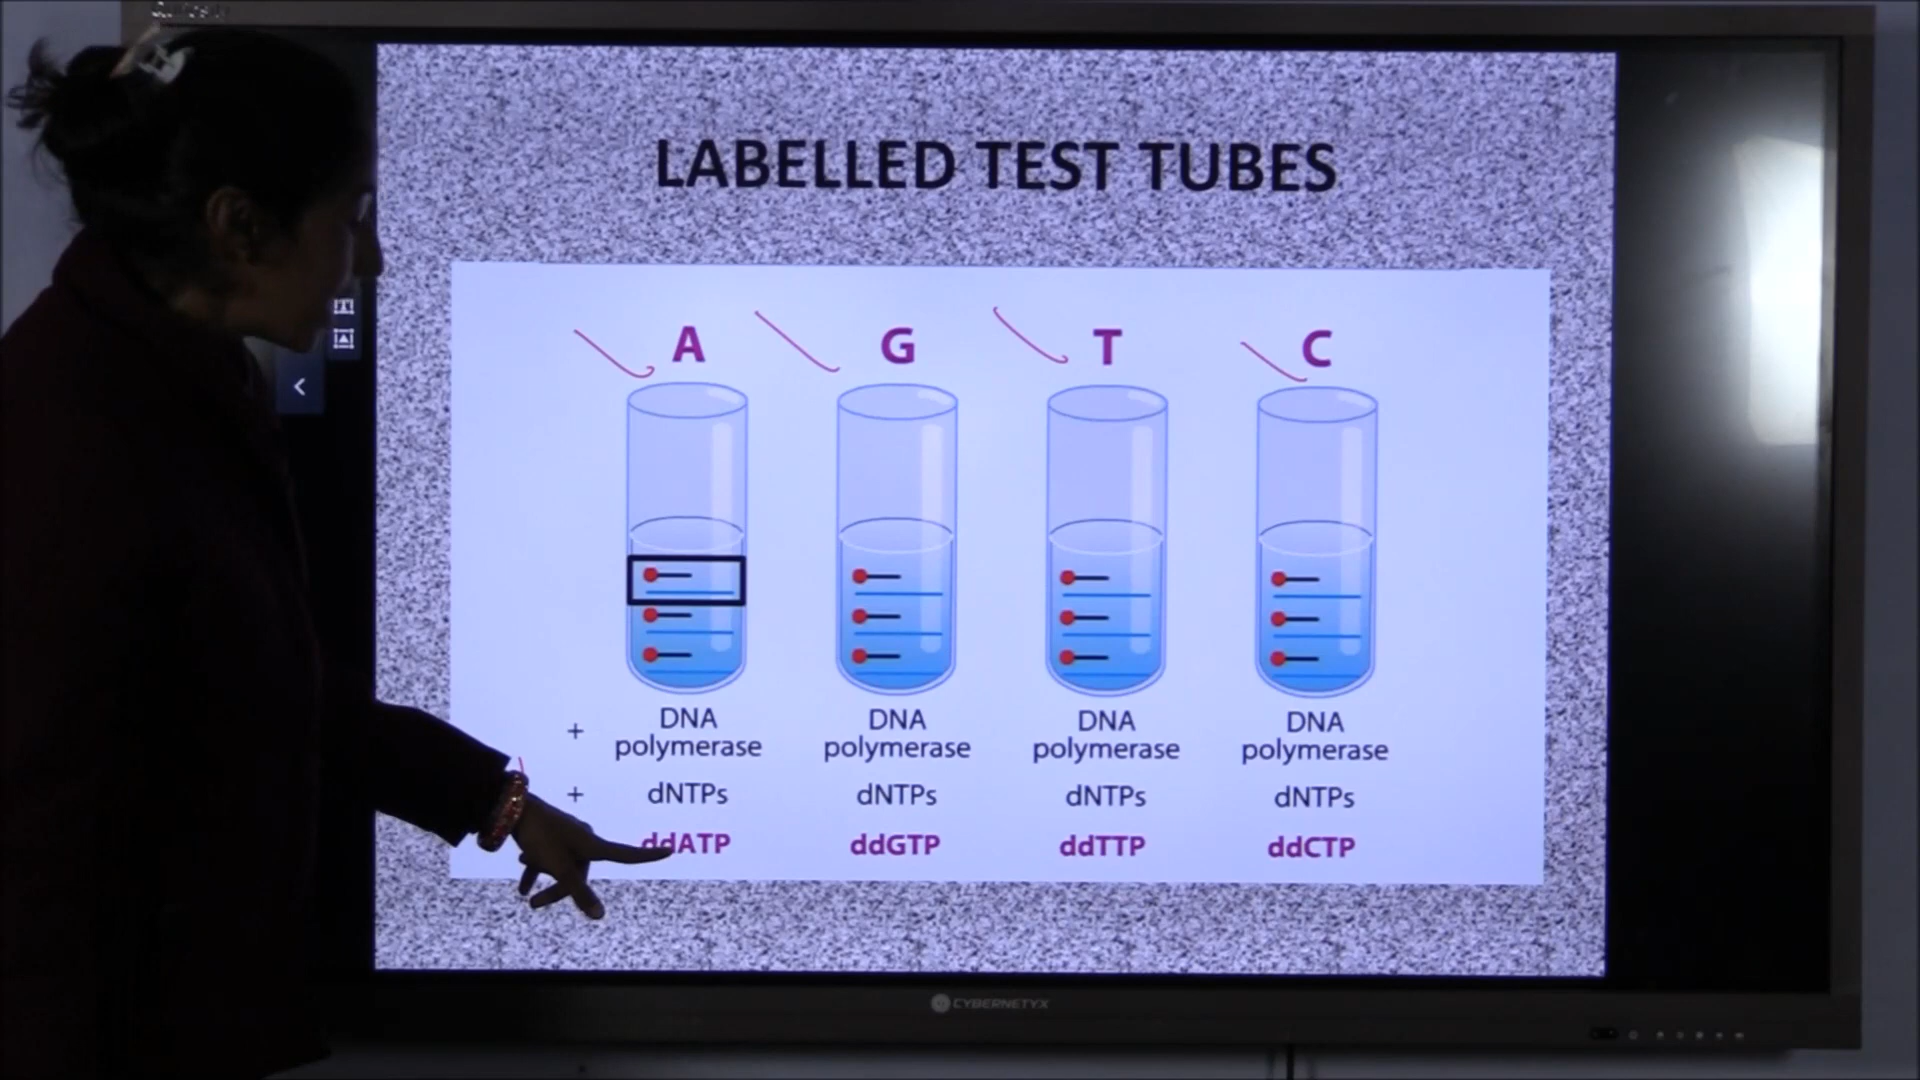 LABELLED TEST TUBES
A G T C
+ DNA polymerase DNA polymerase DNA polymerase DNA polymerase
+ dNTPs dNTPs dNTPs dNTPs
ddATP ddGTP ddTTP ddCTP
CYBERNETYX